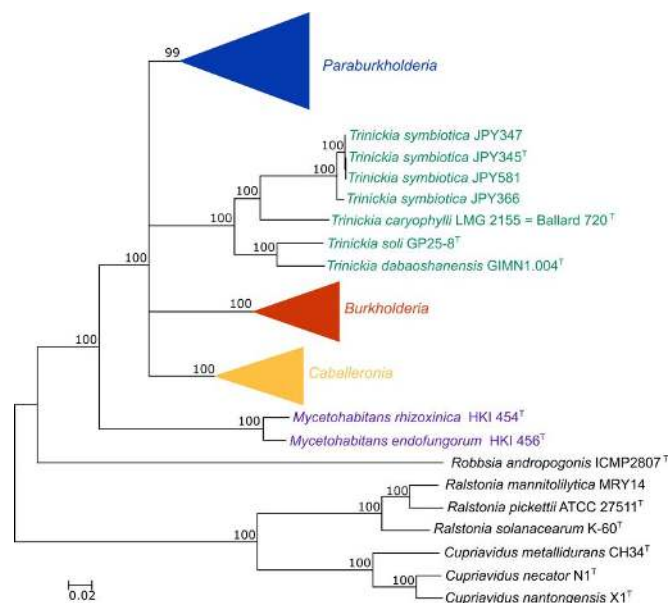 99
Paraburkholderia
Trinickia symbiotica JPY347
100
Trinickia symbiotica JPY345ᵀ
100
Trinickia symbiotica JPY581
100
Trinickia symbiotica JPY366
Trinickia caryophylli LMG 2155 = Ballard 720 ᵀ
100
Trinickia soli GP25-8ᵀ
100
Trinickia dabaoshanensis GIMN1.004ᵀ
100
100
Burkholderia
100
100
Caballeronia
Mycetohabitans rhizoxinica HKI 454ᵀ
100
Mycetohabitans endofungorum HKI 456ᵀ
Robbsia andropogonis ICMP2807 ᵀ
Ralstonia mannitolilytica MRY14
100
Ralstonia pickettii ATCC 27511ᵀ
100
Ralstonia solanacearum K-60ᵀ
100
Cupriavidus metallidurans CH34ᵀ
100
Cupriavidus necator N1ᵀ
100
Cupriavidus nantongensis X1ᵀ
0.02